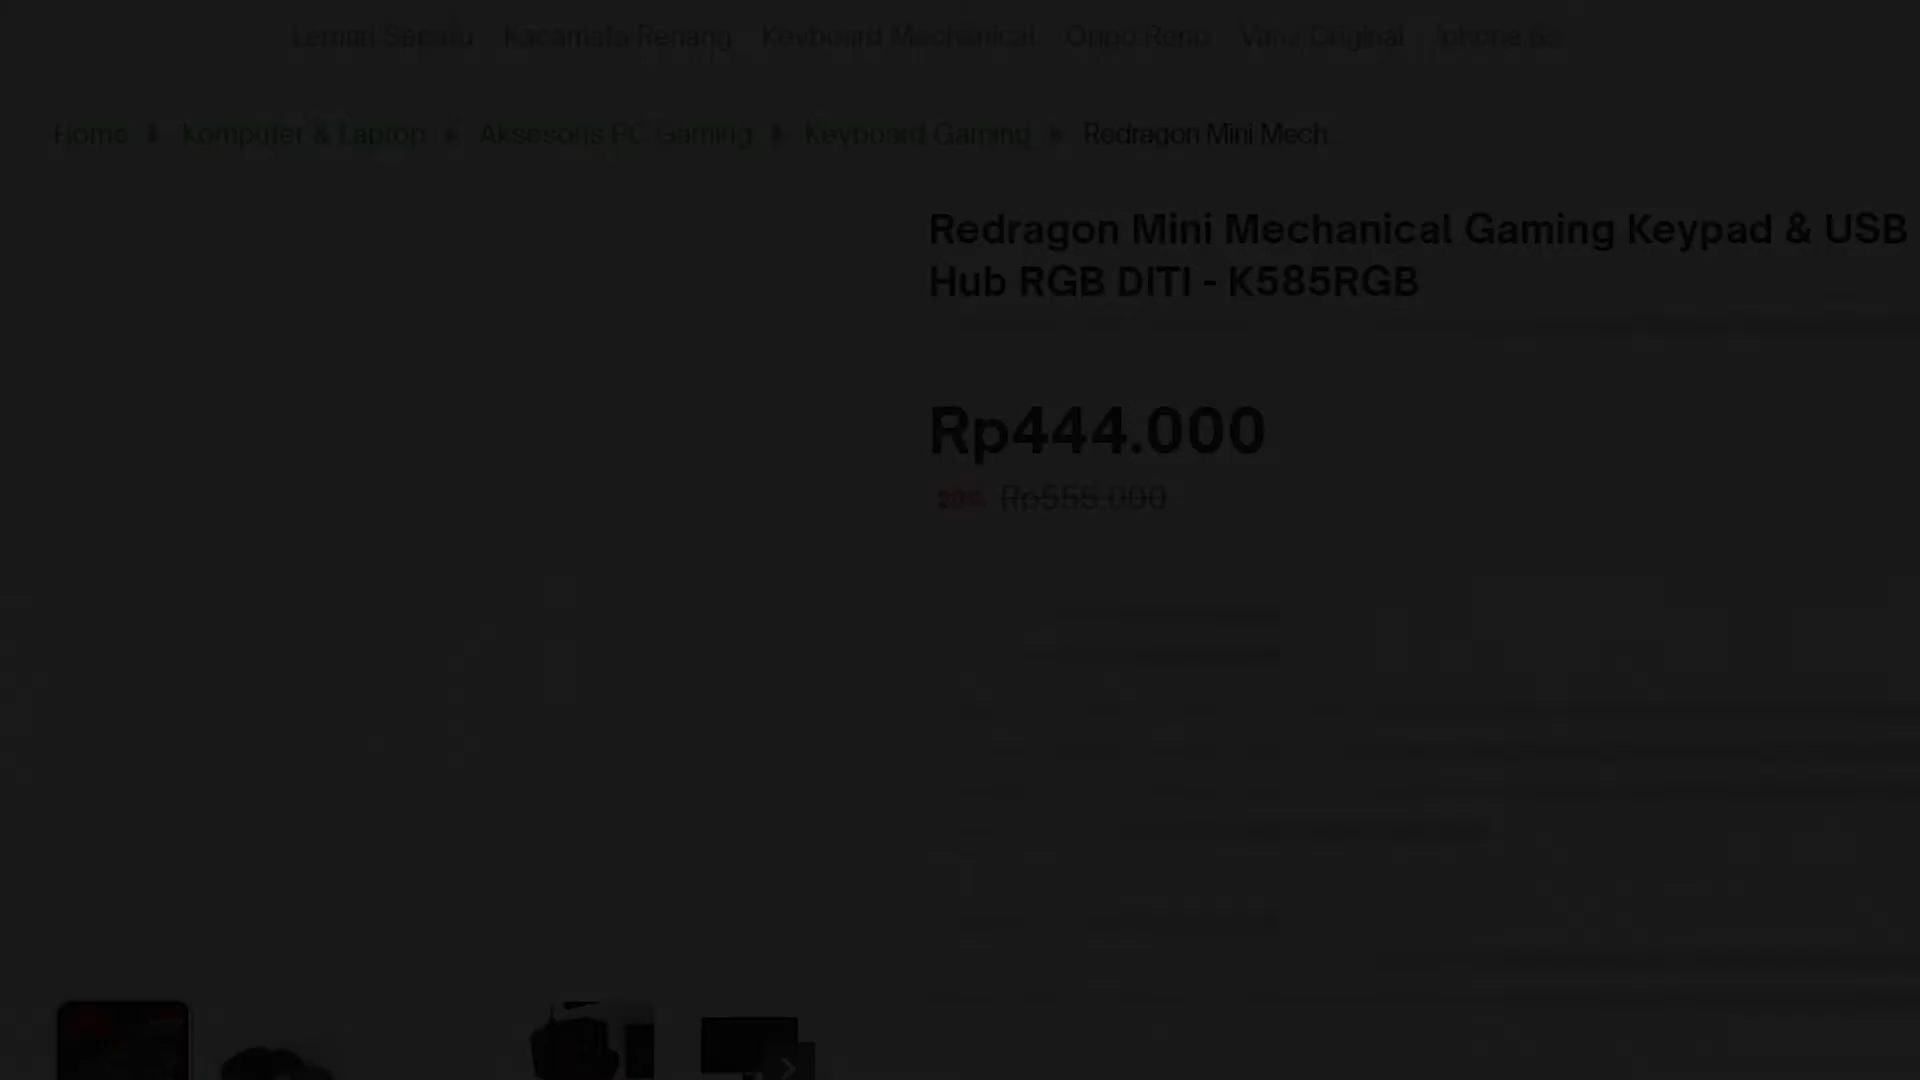 Lemari Sepatu Kacamata Renang Keyboard Mechanical Oppo Reno Vans Original Iphone
Home Komputer & Laptop Aksesoris PC Gaming Keyboard Gaming Redragon Mini Mech...
Redragon Mini Mechanical Gaming Keypad & USB
Hub RGB DITI - K585RGB
Rp444.000
20% Rp555.000